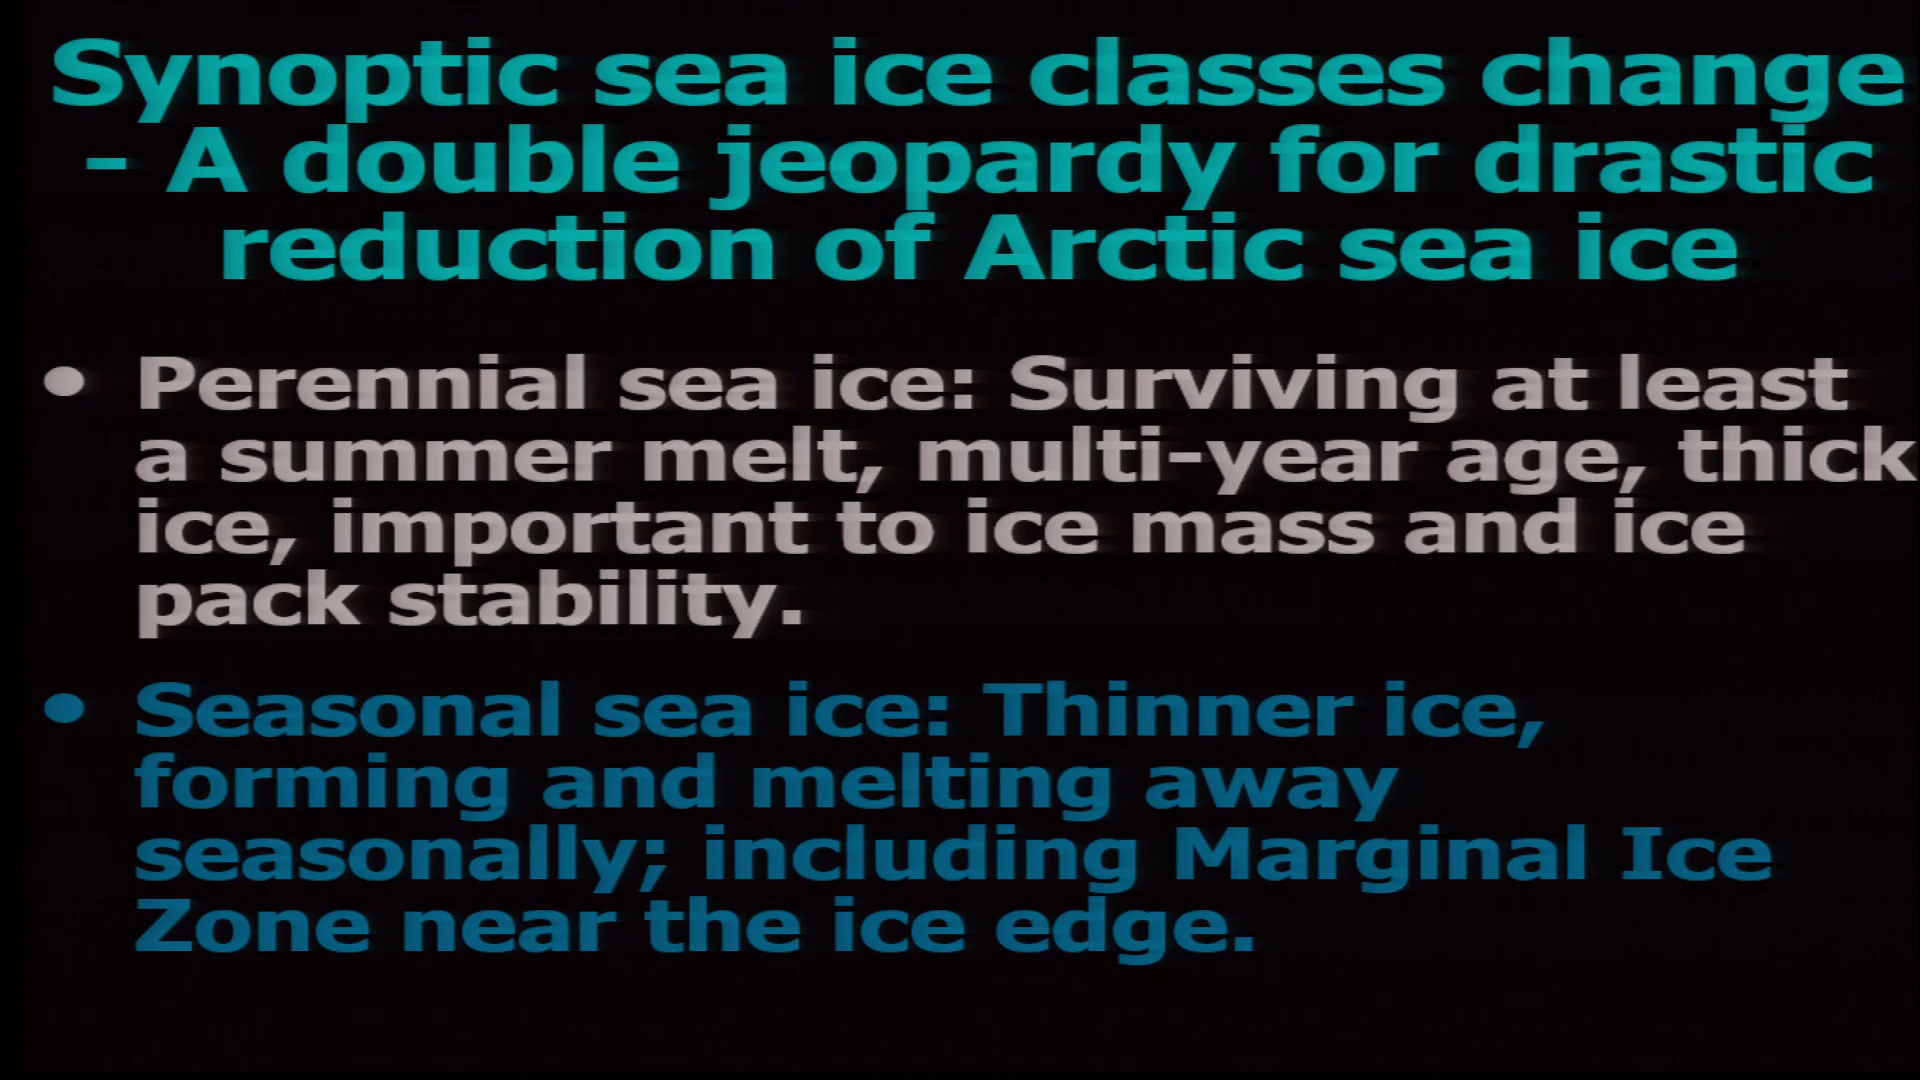 Synoptic sea ice classes change
- A double jeopardy for drastic
reduction of Arctic sea ice
• Perennial sea ice: Surviving at least
a summer melt, multi-year age, thick
ice, important to ice mass and ice
pack stability.
• Seasonal sea ice: Thinner ice,
forming and melting away
seasonally; including Marginal Ice
Zone near the ice edge.